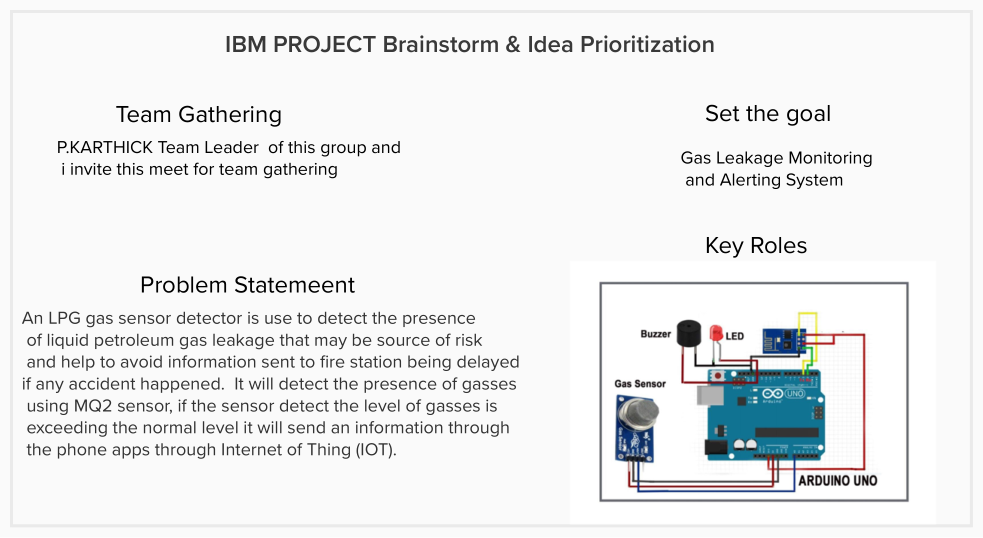 IBM PROJECT Brainstorm & Idea Prioritization
Team Gathering
P.KARTHICK Team Leader of this group and
i invite this meet for team gathering
Set the goal
Gas Leakage Monitoring
and Alerting System
Problem Statemeent
An LPG gas sensor detector is use to detect the presence
of liquid petroleum gas leakage that may be source of risk
and help to avoid information sent to fire station being delayed
if any accident happened. It will detect the presence of gasses
using MQ2 sensor, if the sensor detect the level of gasses is
exceeding the normal level it will send an information through
the phone apps through Internet of Thing (IOT).
Key Roles
Buzzer
LED
Gas Sensor
UNO
ARDUINO
ARDUINO UNO